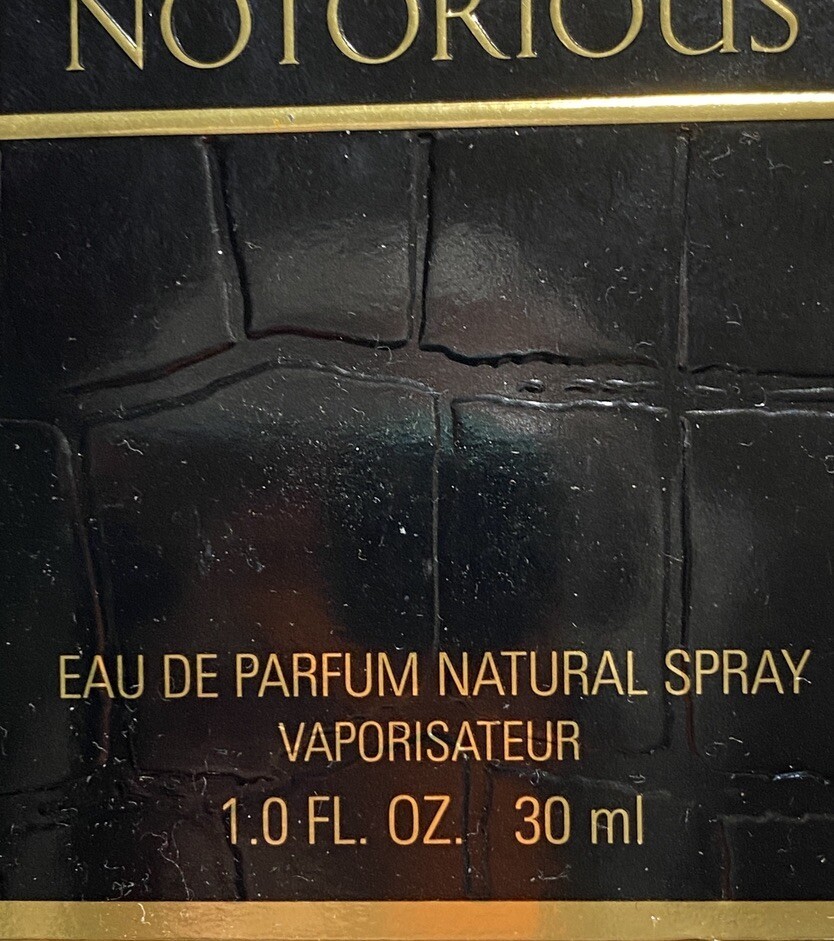 NOTORIOUS
EAU DE PARFUM NATURAL SPRAY
VAPORISATEUR
1.0 FL. OZ. 30 ml